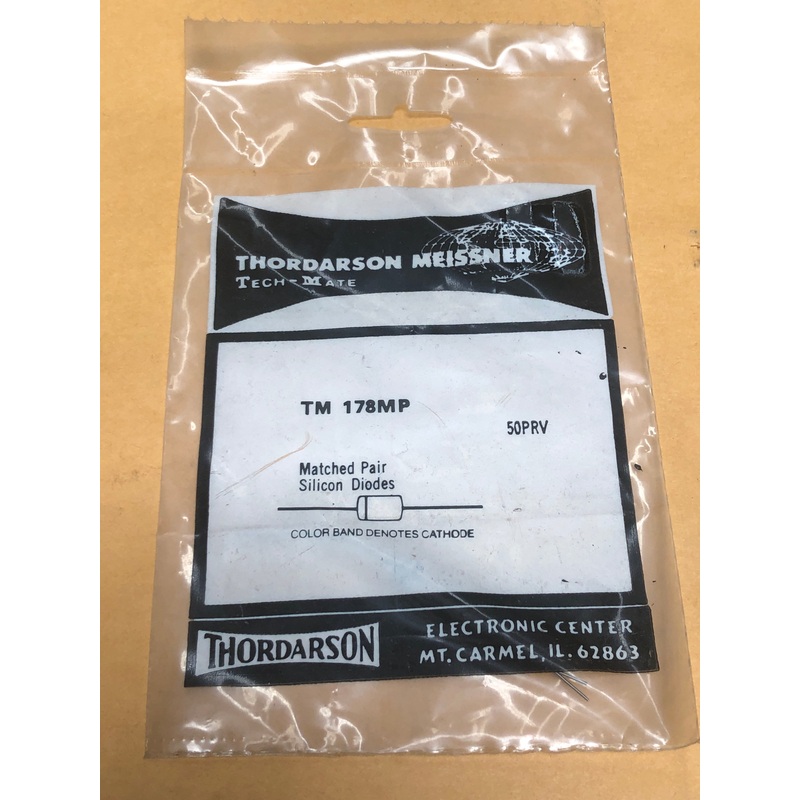 THORDARSON MEISSNER
TECH-MATE
TM 178MP
50PRV
Matched Pair
Silicon Diodes
COLOR BAND DENOTES CATHODE
THORDARSON
ELECTRONIC CENTER
MT. CARMEL, IL. 62863